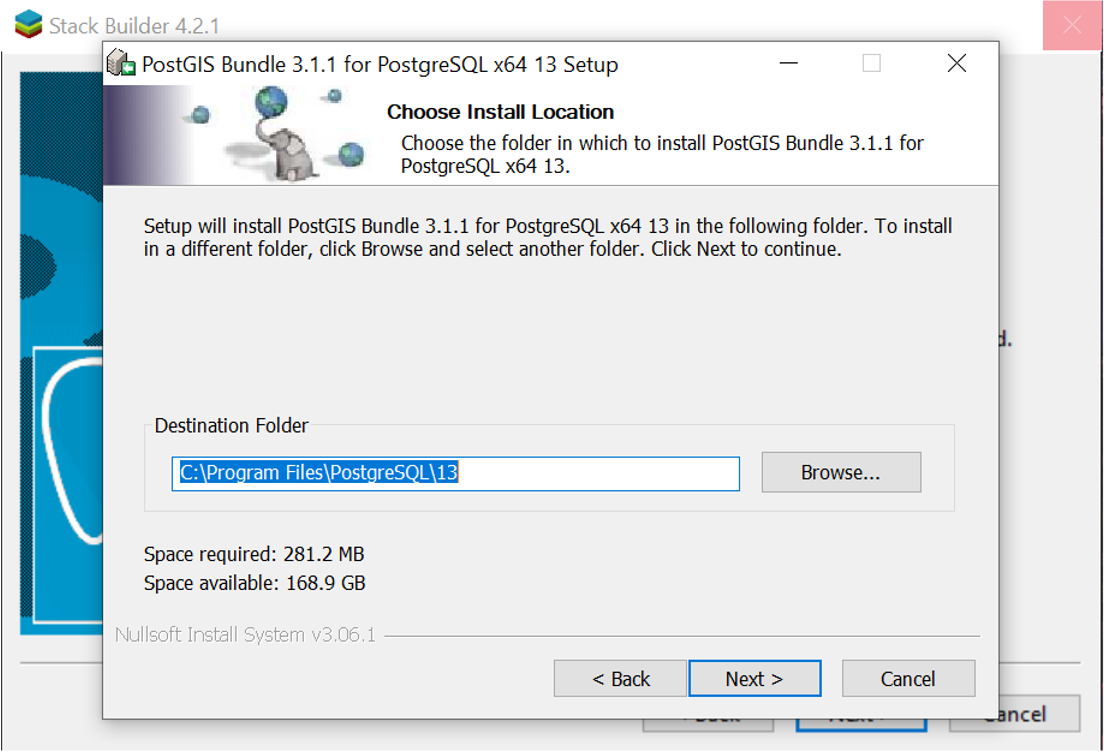 Stack Builder 4.2.1
PostGIS Bundle 3.1.1 for PostgreSQL x64 13 Setup
Choose Install Location
Choose the folder in which to install PostGIS Bundle 3.1.1 for
PostgreSQL x64 13.
Setup will install PostGIS Bundle 3.1.1 for PostgreSQL x64 13 in the following folder. To install
in a different folder, click Browse and select another folder. Click Next to continue.
d.
Destination Folder
C:\Program Files\PostgreSQL\13
Browse...
Space required: 281.2 MB
Space available: 168.9 GB
Nullsoft Install System v3.06.1
< Back
Next >
Cancel
Cancel